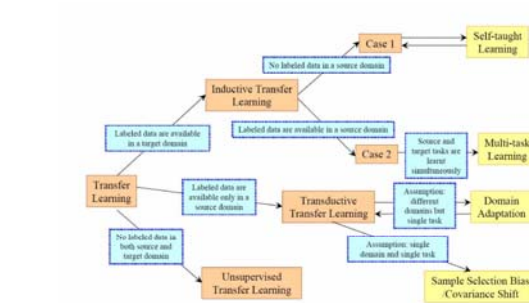 Self-taught
Learning
Case 1
No labeled data in a source domain
Inductive Transfer
Learning
Labeled data are available
in a target domain
Labeled data are available in a source domain
Case 2
Source and
target tasks are
learnt
simultaneously
Multi-task
Learning
Transfer
Learning
Labeled data are
available only in a
source domain
Transductive
Transfer Learning
Assumption:
different
domains but
single task
Domain
Adaptation
No labeled data in
both source and
target domain
Assumption: single
domain and single task
Unsupervised
Transfer Learning
Sample Selection Bias
/Covariance Shift